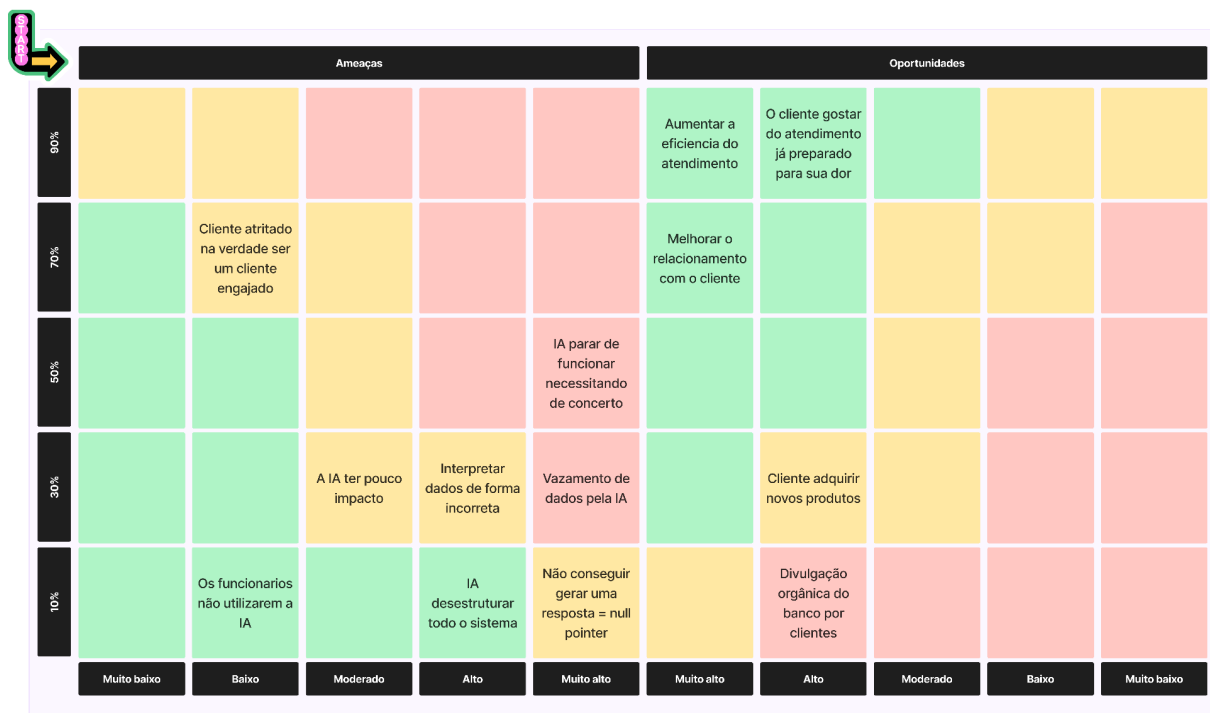 START
Ameaças
Oportunidades
90%
Aumentar a
eficiencia do
atendimento
O cliente gostar
do atendimento
já preparado
para sua dor
70%
Cliente atritado
na verdade ser
um cliente
engajado
Melhorar o
relacionamento
com o cliente
50%
IA parar de
funcionar
necessitando
de concerto
30%
A IA ter pouco
impacto
Interpretar
dados de forma
incorreta
Vazamento de
dados pela IA
Cliente adquirir
novos produtos
10%
Os funcionarios
não utilizarem a
IA
IA
desestruturar
todo o sistema
Não conseguir
gerar uma
resposta = null
pointer
Divulgação
orgânica do
banco por
clientes
Muito baixo
Baixo
Moderado
Alto
Muito alto
Muito alto
Alto
Moderado
Baixo
Muito baixo